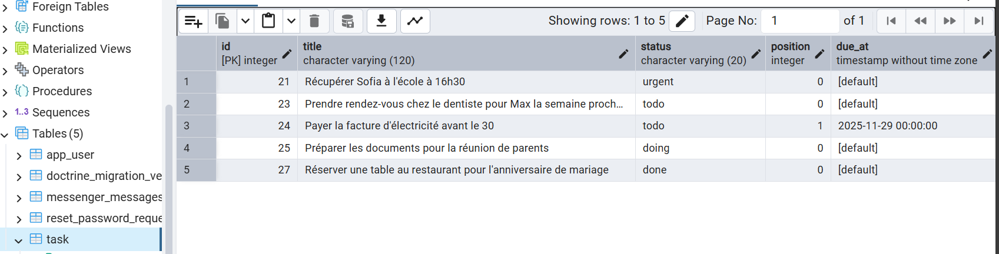 Foreign Tables
Functions
Materialized Views
Operators
Procedures
1..3 Sequences
Tables (5)
app_user
doctrine_migration_ve
messenger_messages
reset_password_reque
task
Showing rows: 1 to 5 Page No: 1 of 1
id title status position due_at
[PK] integer character varying (120) character varying (20) integer timestamp without time zone
1 21 Récupérer Sofia à l'école à 16h30 urgent 0 [default]
2 23 Prendre rendez-vous chez le dentiste pour Max la semaine proch... todo 0 [default]
3 24 Payer la facture d'électricité avant le 30 todo 1 2025-11-29 00:00:00
4 25 Préparer les documents pour la réunion de parents doing 0 [default]
5 27 Réserver une table au restaurant pour l'anniversaire de mariage done 0 [default]